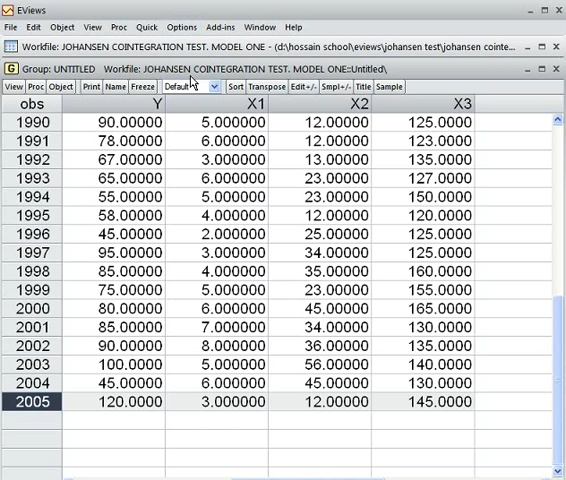 EViews
File Edit Object View Proc Quick Options Add-ins Window Help
Workfile: JOHANSEN COINTEGRATION TEST. MODEL ONE - (d:\hossain school\eviews\johansen test\johansen cointe...
G Group: UNTITLED Workfile: JOHANSEN COINTEGRATION TEST. MODEL ONE::Untitled\
View Proc Object Print Name Freeze Default Sort Transpose Edit+/- Smpl+/- Title Sample
obs Y X1 X2 X3
1990 90.00000 5.000000 12.00000 125.0000
1991 78.00000 6.000000 12.00000 123.0000
1992 67.00000 3.000000 13.00000 135.0000
1993 65.00000 6.000000 23.00000 127.0000
1994 55.00000 5.000000 23.00000 150.0000
1995 58.00000 4.000000 12.00000 120.0000
1996 45.00000 2.000000 25.00000 125.0000
1997 95.00000 3.000000 34.00000 125.0000
1998 85.00000 4.000000 35.00000 160.0000
1999 75.00000 5.000000 23.00000 155.0000
2000 80.00000 6.000000 45.00000 165.0000
2001 85.00000 7.000000 34.00000 130.0000
2002 90.00000 8.000000 36.00000 135.0000
2003 100.0000 5.000000 56.00000 140.0000
2004 45.00000 6.000000 45.00000 130.0000
2005 120.0000 3.000000 12.00000 145.0000